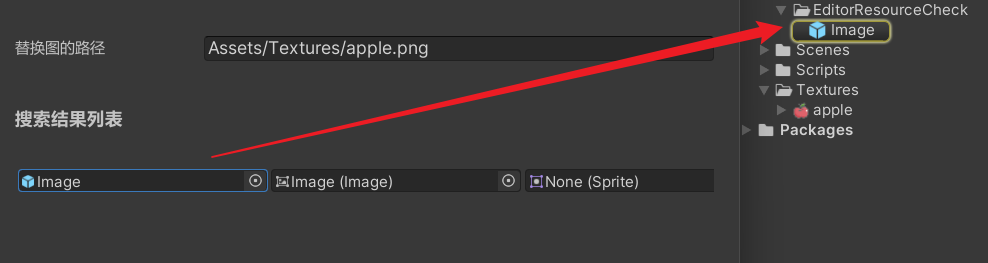 替换图的路径
Assets/Textures/apple.png
搜索结果列表
Image
Image (Image)
None (Sprite)
EditorResourceCheck
Image
Scenes
Scripts
Textures
apple
Packages